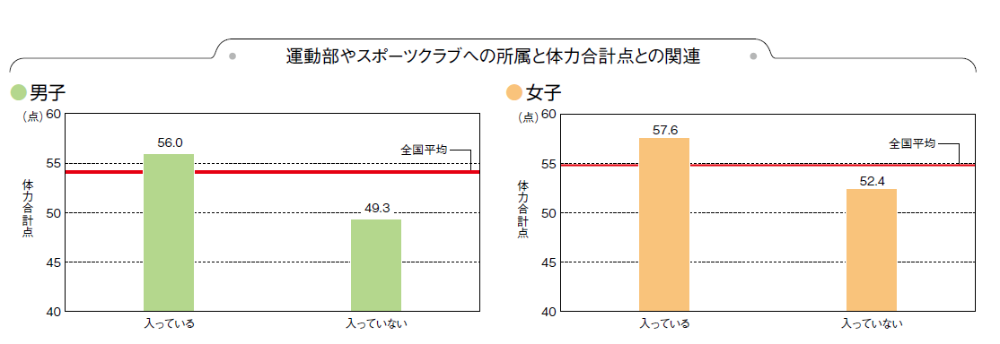 運動部やスポーツクラブへの所属と体力合計点との関連
男子
(点)
60
55
50
45
40
体力合計点
56.0
49.3
全国平均
入っている
入っていない
女子
(点)
60
55
50
45
40
体力合計点
57.6
52.4
全国平均
入っている
入っていない